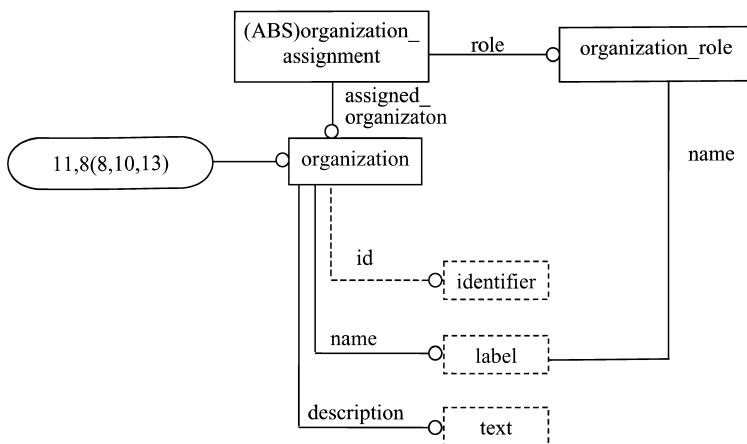 (ABS)organization_
assignment
role
organization_role
assigned_
organizaton
11,8(8,10,13)
organization
name
id
identifier
name
label
description
text